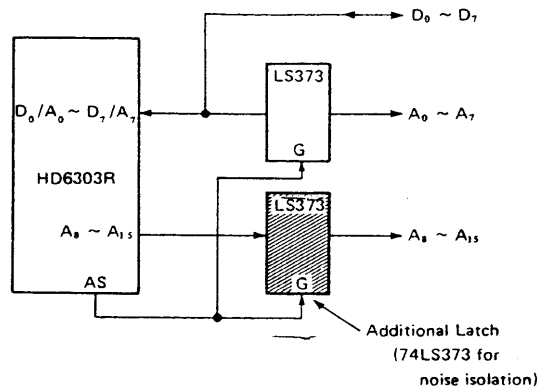 D₀ ~ D₇
LS373
D₀/A₀ ~ D₇/A₇
A₀ ~ A₇
G
HD6303R
LS373
A₈ ~ A₁₅
A₈ ~ A₁₅
AS
G
Additional Latch
(74LS373 for
noise isolation)